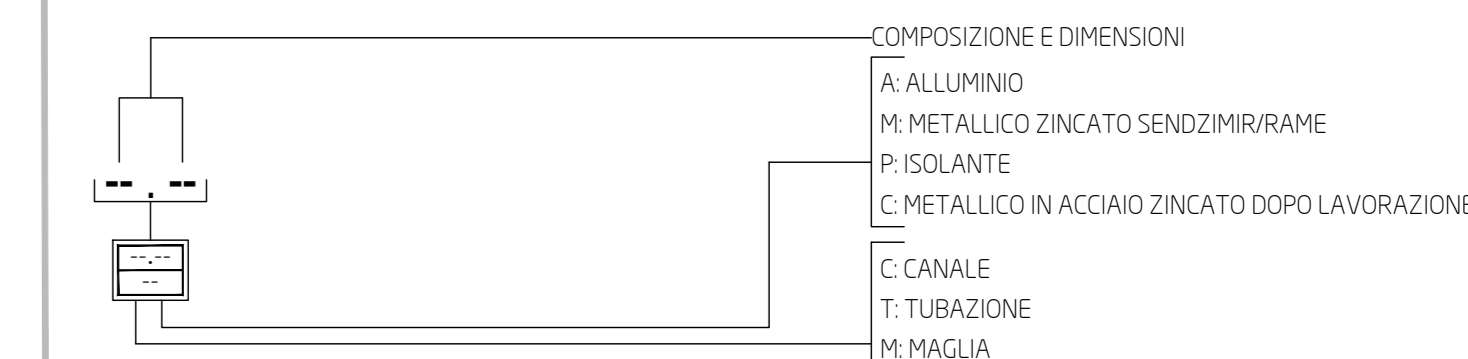 COMPOSIZIONE E DIMENSIONI
A: ALLUMINIO
M: METALLICO ZINCATO SENDZIMIR/RAME
P: ISOLANTE
C: METALLICO IN ACCIAIO ZINCATO DOPO LAVORAZIONE
-- . --
--.--
--
C: CANALE
T: TUBAZIONE
M: MAGLIA